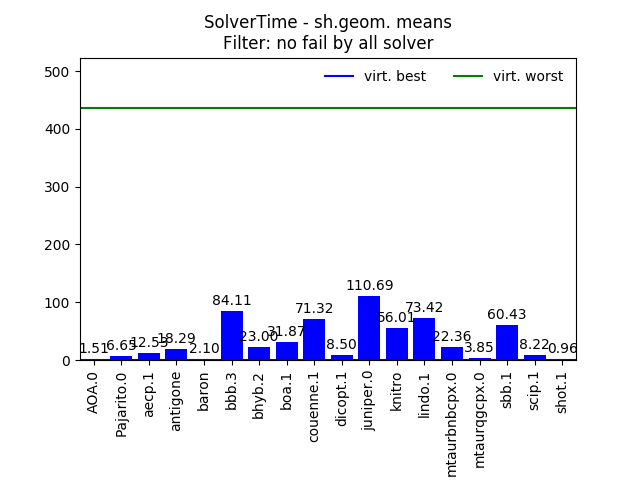 SolverTime - sh.geom. means
Filter: no fail by all solver
virt. best
virt. worst
500
400
300
200
100
0
1.51
6.65
12.53
18.29
2.10
84.11
23.00
31.87
71.32
8.50
110.69
56.01
73.42
22.36
3.85
60.43
8.22
0.96
AOA.0
Pajarito.0
aecp.1
antigone
baron
bbb.3
bhyb.2
boa.1
couenne.1
dicopt.1
juniper.0
knitro
lindo.1
mtaurbnbcpx.0
mtaurqgcpx.0
sbb.1
scip.1
shot.1